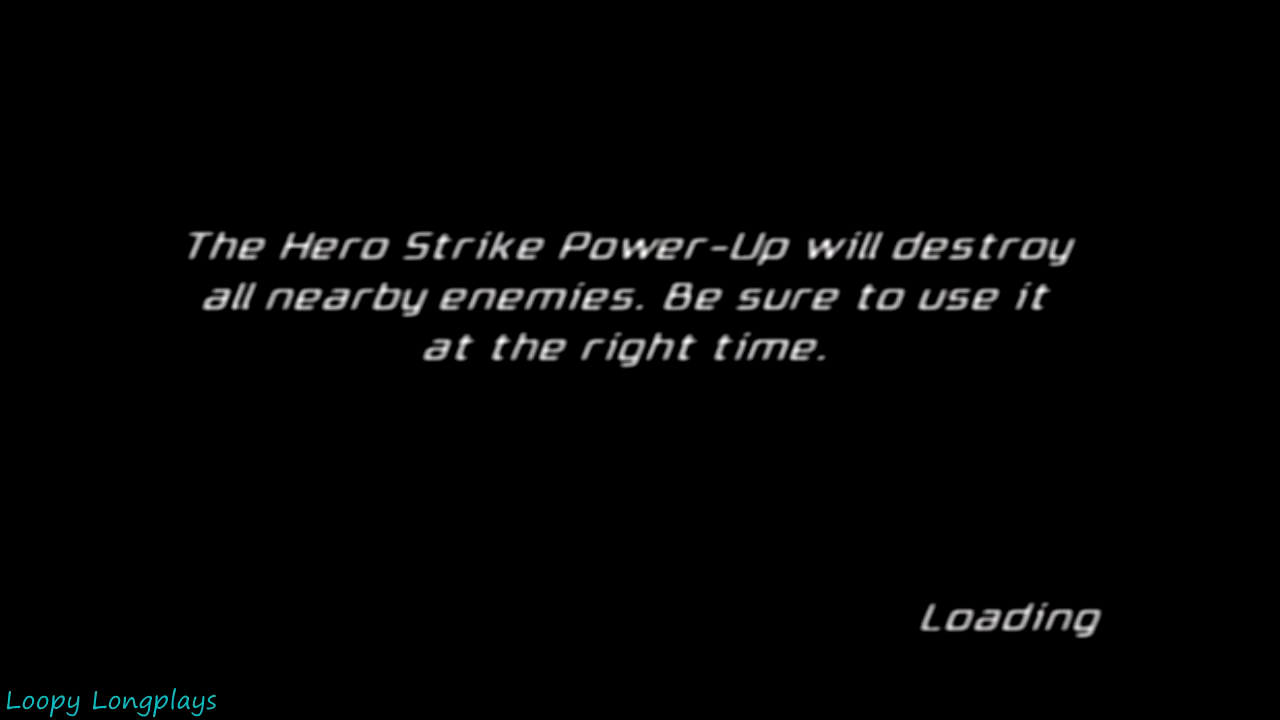 The Hero Strike Power-Up will destroy
all nearby enemies. Be sure to use it
at the right time.
Loading
Loopy Longplays